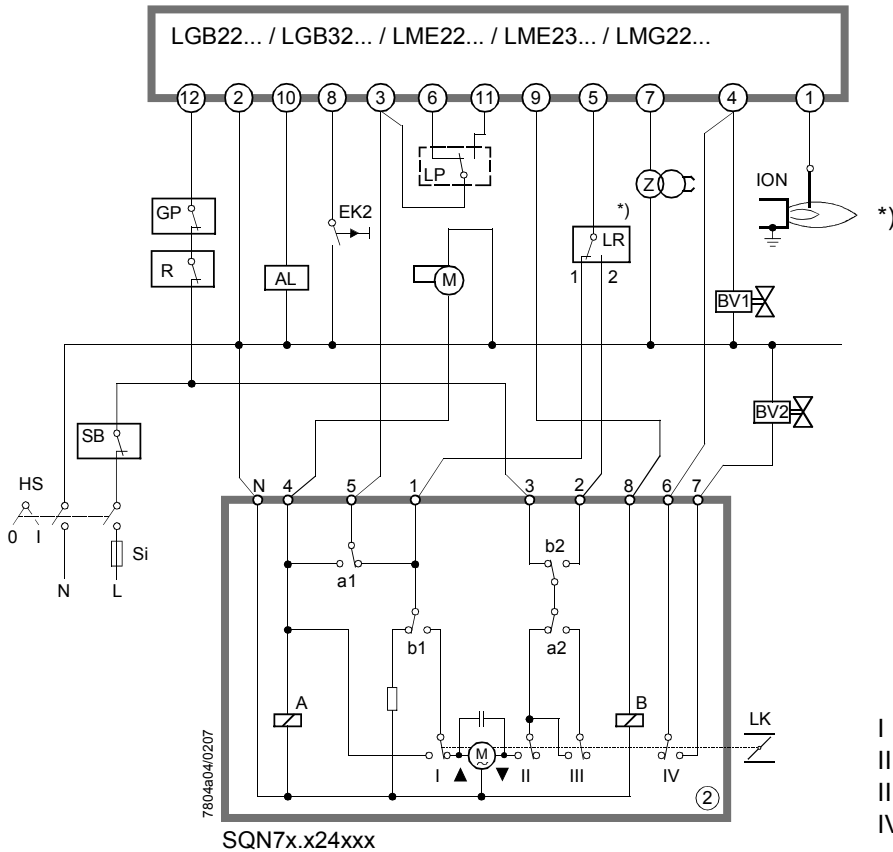 LGB22... / LGB32... / LME22... / LME23... / LMG22...
12 2 10 8 3 6 11 9 5 7 4 1
LP
ION
GP
EK2
*)
LR
Z
*)
R
AL
M
1 2
BV1
SB
BV2
HS
N 4 5 1 3 2 8 6 7
0 I
Si
b2
N L
a1
b1
a2
A
B
LK
M
~
I II III IV
I
II
II
IV
2
7804a04/0207
SQN7x.x24xxx